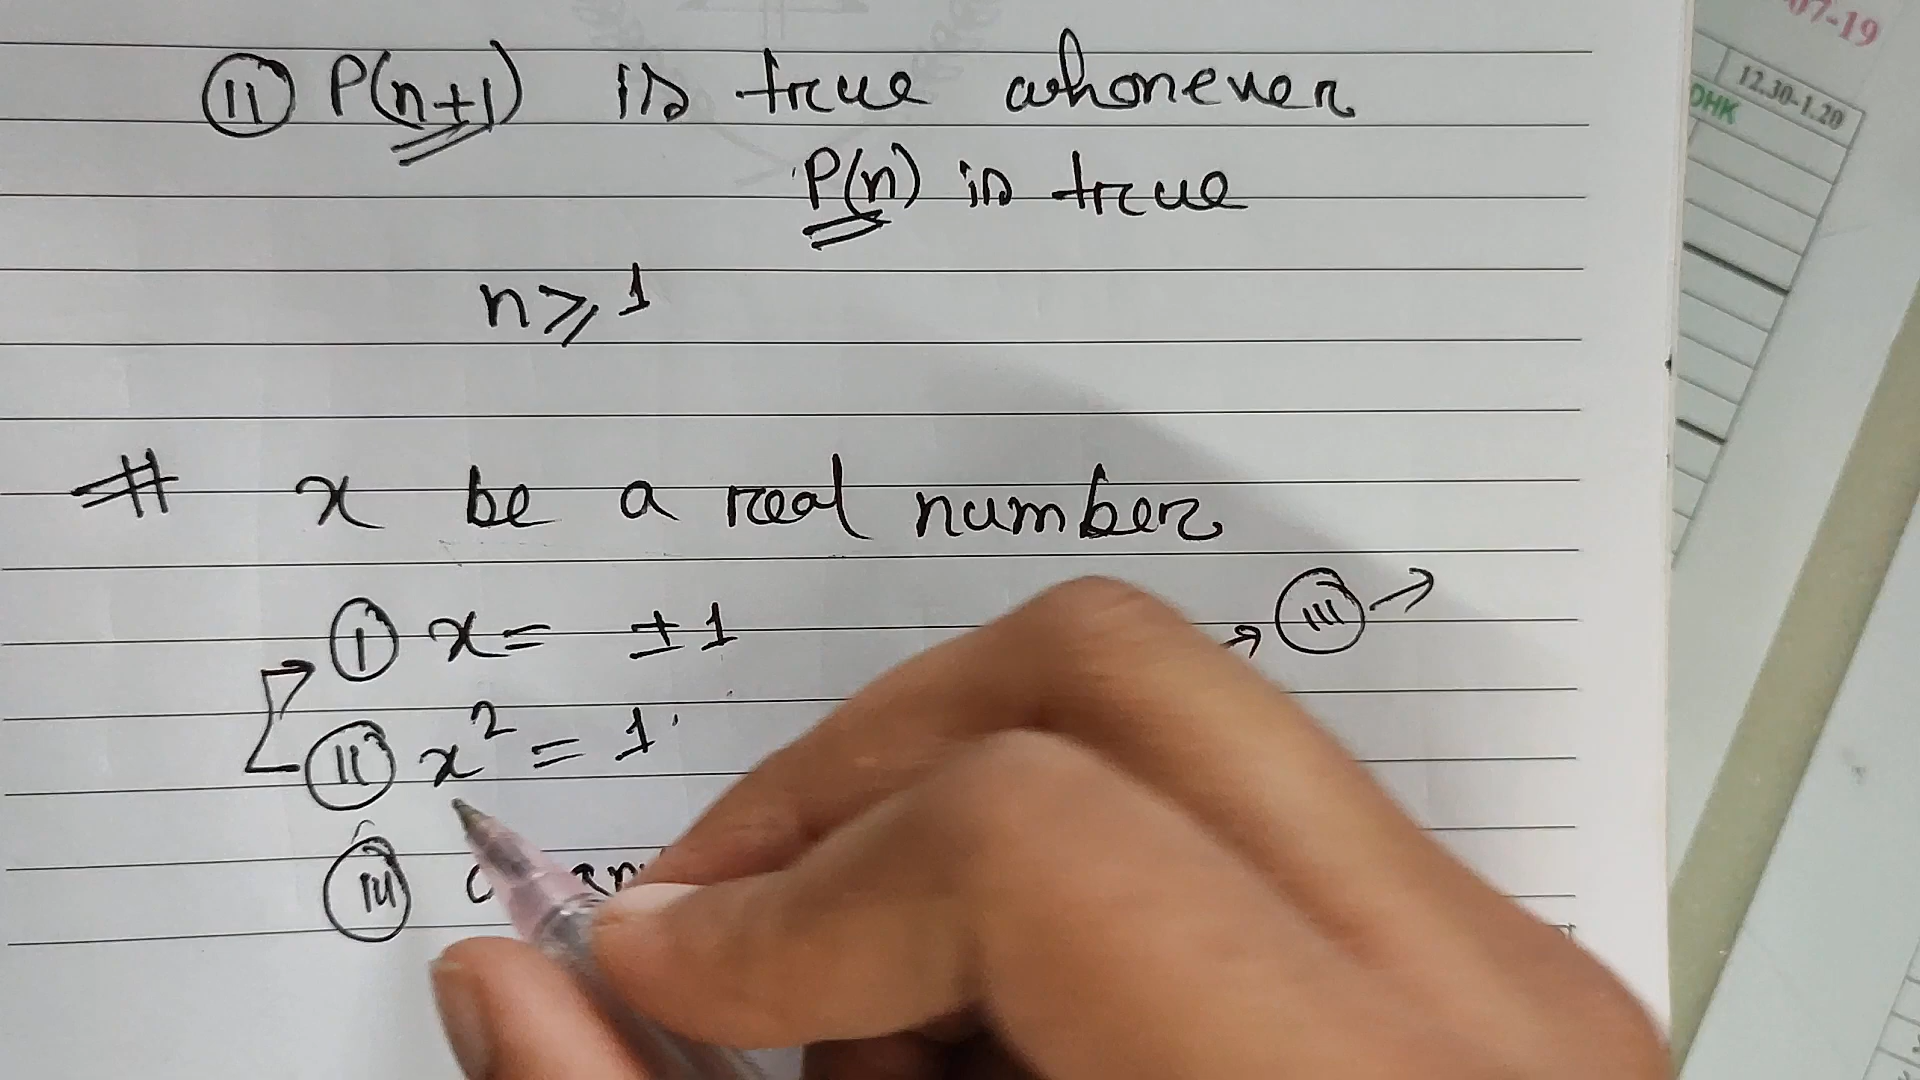 (II) P(n+1) is true whonever
P(n) is true
n ⩾ 1
# x be a real number
(I) x = ±1
→ (III) →
(II) x² = 1
(III)
07-19
12.30-1.20
DHK